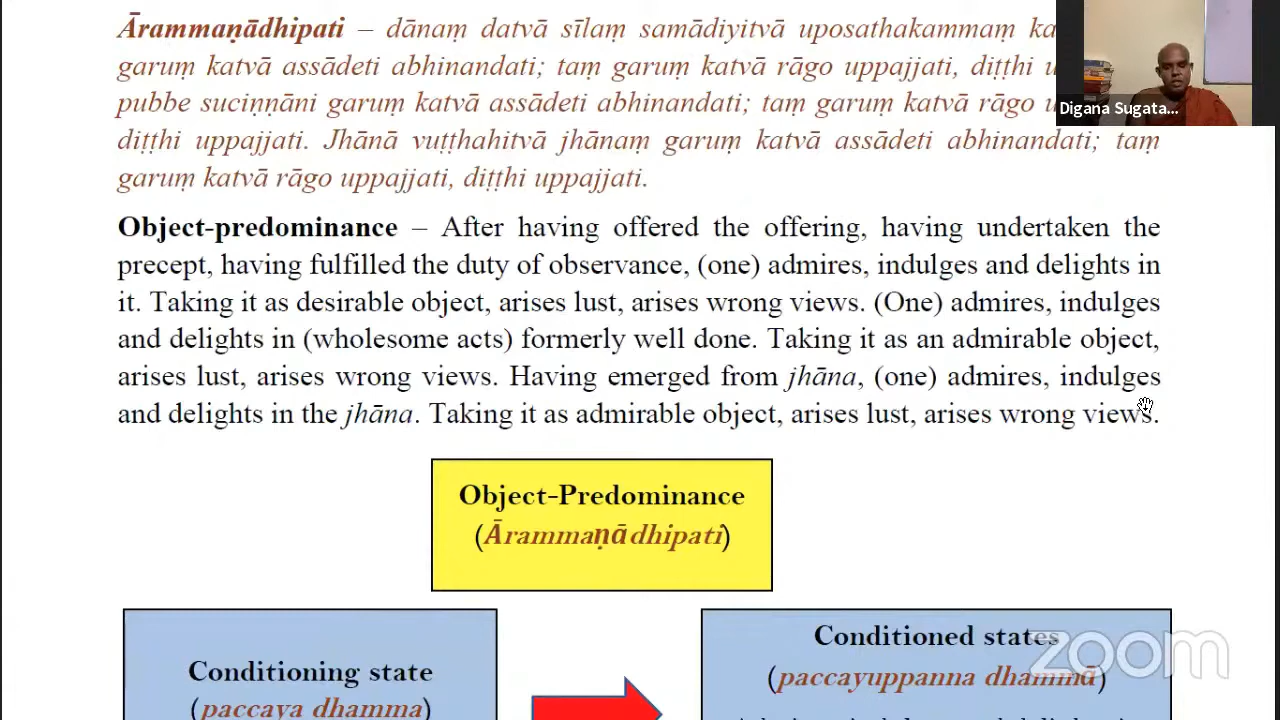 Ārammaṇādhipati – dānaṃ datvā sīlaṃ samādiyitvā uposathakammaṃ
garuṃ katvā assādeti abhinandati; taṃ garuṃ katvā rāgo uppajjati, diṭṭhi
pubbe suciṇṇāni garuṃ katvā assādeti abhinandati; taṃ garuṃ katvā rāgo
diṭṭhi uppajjati. Jhānā vuṭṭhahitvā jhānaṃ garuṃ katvā assādeti abhinandati; taṃ
garuṃ katvā rāgo uppajjati, diṭṭhi uppajjati.
Digana Sugata...
Object-predominance – After having offered the offering, having undertaken the
precept, having fulfilled the duty of observance, (one) admires, indulges and delights in
it. Taking it as desirable object, arises lust, arises wrong views. (One) admires, indulges
and delights in (wholesome acts) formerly well done. Taking it as an admirable object,
arises lust, arises wrong views. Having emerged from jhāna, (one) admires, indulges
and delights in the jhāna. Taking it as admirable object, arises lust, arises wrong views.
Object-Predominance
(Ārammaṇādhipati)
Conditioning state
(paccaya dhamma)
Conditioned states
(paccayuppanna dhammā)
zoom